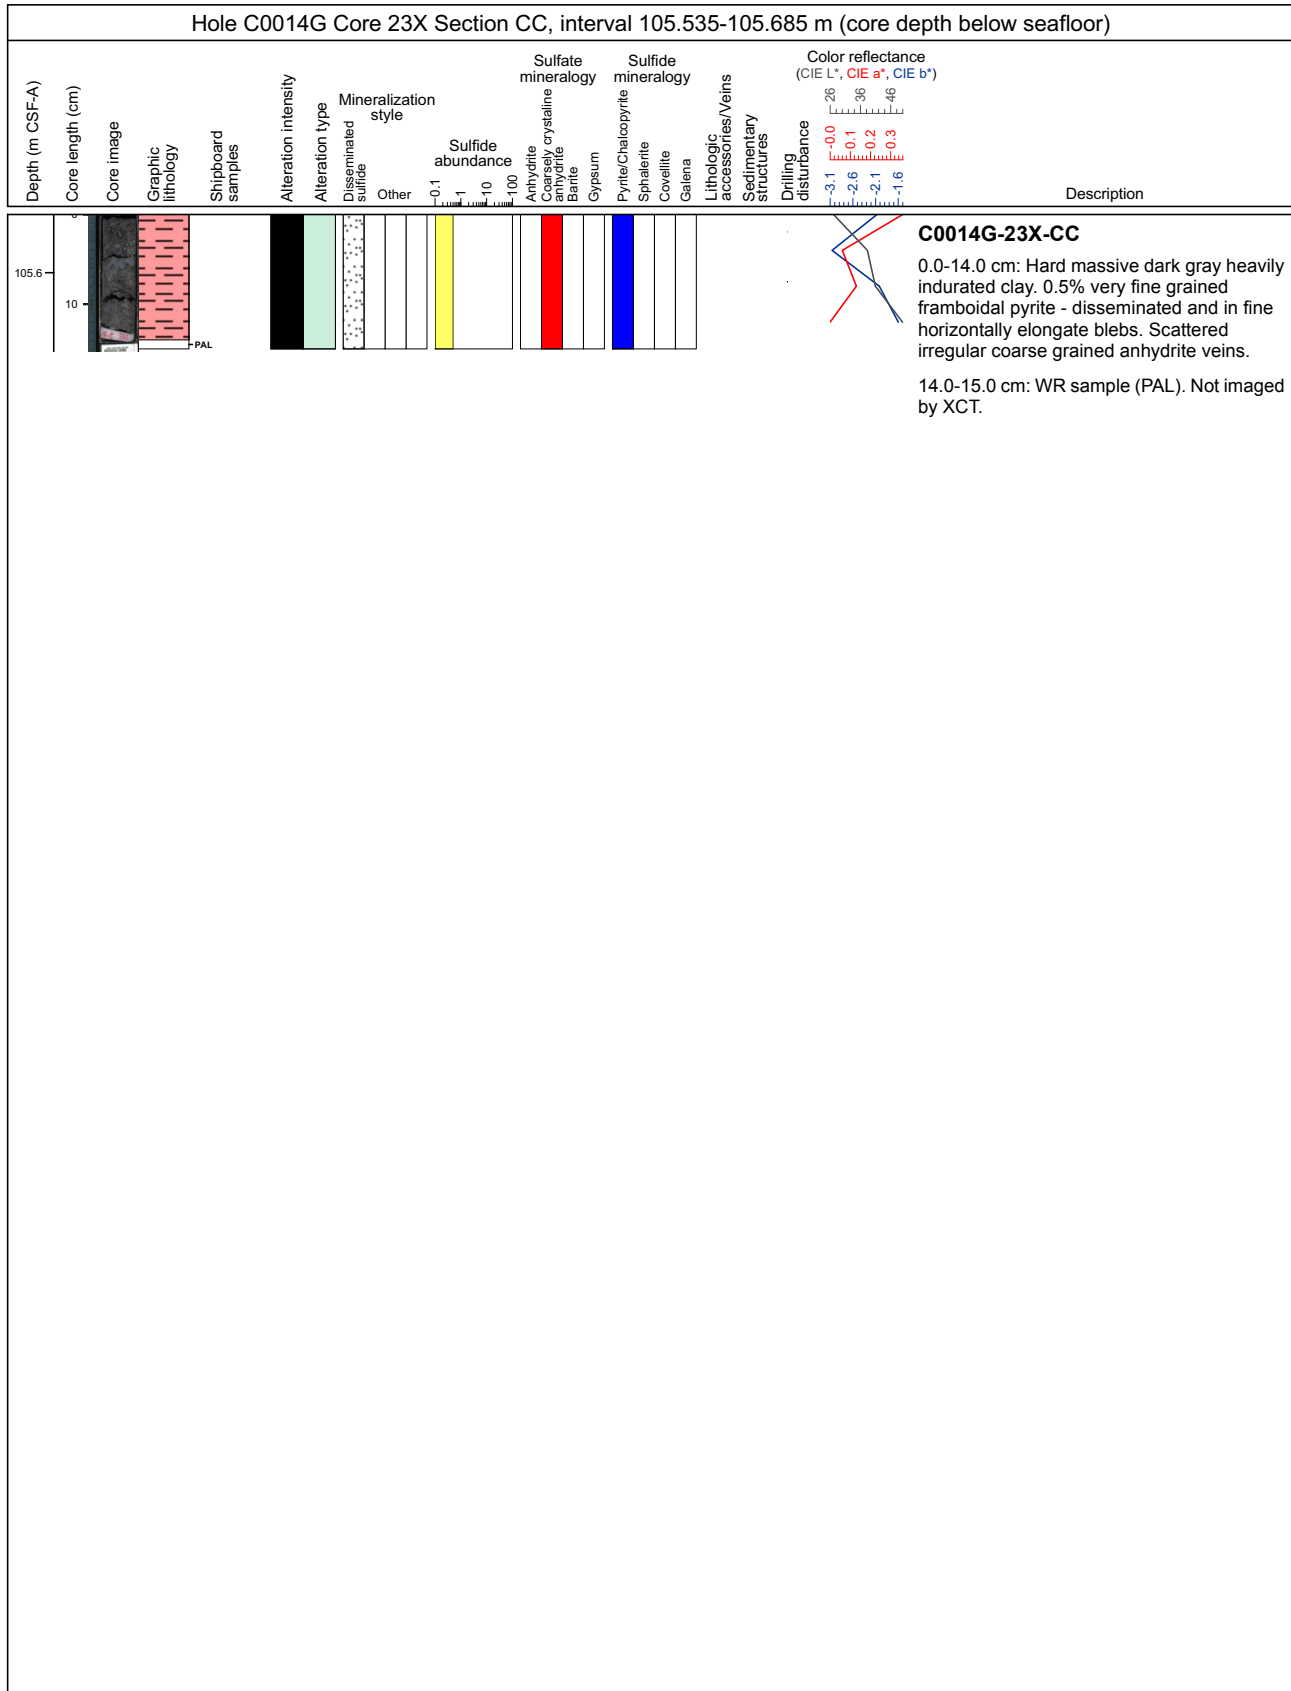 Hole C0014G Core 23X Section CC, interval 105.535-105.685 m (core depth below seafloor)
Depth (m CSF-A)
Core length (cm)
Core image
Graphic
lithology
Shipboard
samples
Alteration intensity
Alteration type
Mineralization
style
Disseminated
sulfide
Other
Sulfide
abundance
0.1
1
10
100
Sulfate
mineralogy
Anhydrite
Coarsely crystaline
anhydrite
Barite
Gypsum
Sulfide
mineralogy
Pyrite/Chalcopyrite
Sphalerite
Covellite
Galena
Lithologic
accessories/Veins
Sedimentary
structures
Drilling
disturbance
Color reflectance
(CIE L*, CIE a*, CIE b*)
26
36
46
-0.0
0.1
0.2
0.3
-3.1
-2.6
-2.1
-1.6
Description
105.6
10
PAL
C0014G-23X-CC
0.0-14.0 cm: Hard massive dark gray heavily
indurated clay. 0.5% very fine grained
framboidal pyrite - disseminated and in fine
horizontally elongate blebs. Scattered
irregular coarse grained anhydrite veins.
14.0-15.0 cm: WR sample (PAL). Not imaged
by XCT.